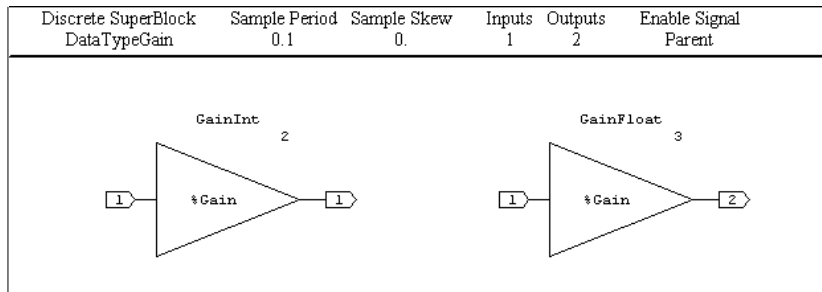 Discrete SuperBlock Sample Period Sample Skew Inputs Outputs Enable Signal
DataTypeGain 0.1 0. 1 2 Parent
GainInt
2
GainFloat
3
1 %Gain 1
1 %Gain 2